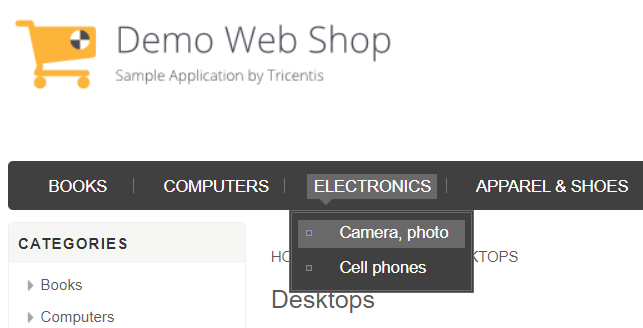 Demo Web Shop
Sample Application by Tricentis
BOOKS COMPUTERS ELECTRONICS APPAREL & SHOES
Camera, photo
Cell phones
CATEGORIES
Books
Computers
Desktops